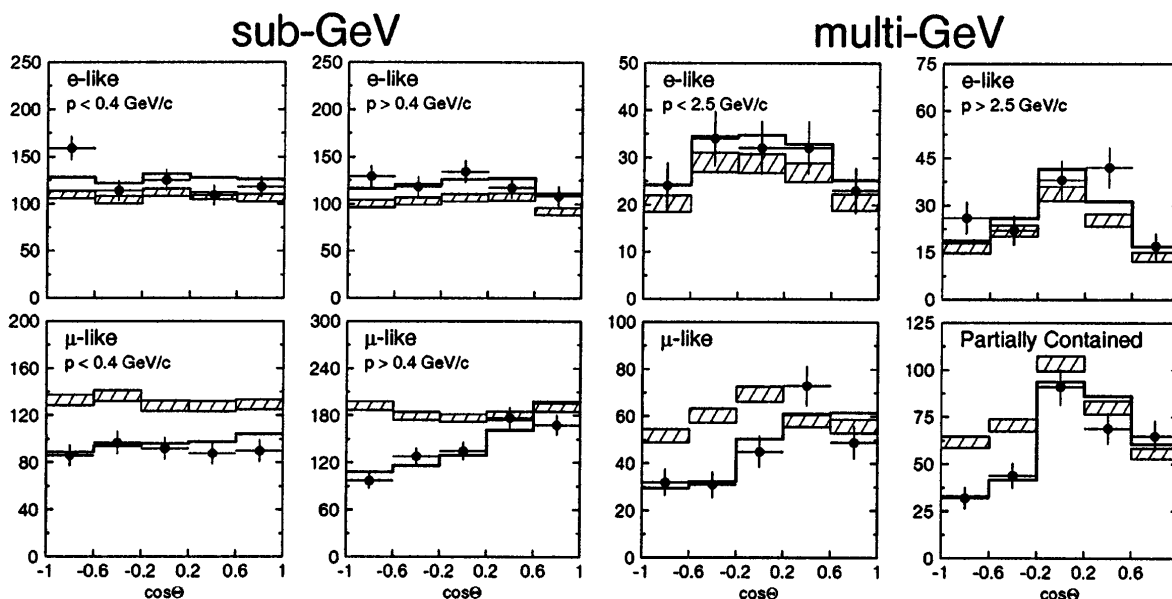 sub-GeV
multi-GeV
250
200
150
100
50
0
e-like
p < 0.4 GeV/c
250
200
150
100
50
0
e-like
p > 0.4 GeV/c
50
40
30
20
10
0
e-like
p < 2.5 GeV/c
75
60
45
30
15
0
e-like
p > 2.5 GeV/c
200
160
120
80
40
0
μ-like
p < 0.4 GeV/c
-1 -0.6 -0.2 0.2 0.6 1
cosΘ
300
240
180
120
60
0
μ-like
p > 0.4 GeV/c
-1 -0.6 -0.2 0.2 0.6 1
cosΘ
100
80
60
40
20
0
μ-like
-1 -0.6 -0.2 0.2 0.6 1
cosΘ
125
100
75
50
25
0
Partially Contained
-1 -0.6 -0.2 0.2 0.6 1
cosΘ